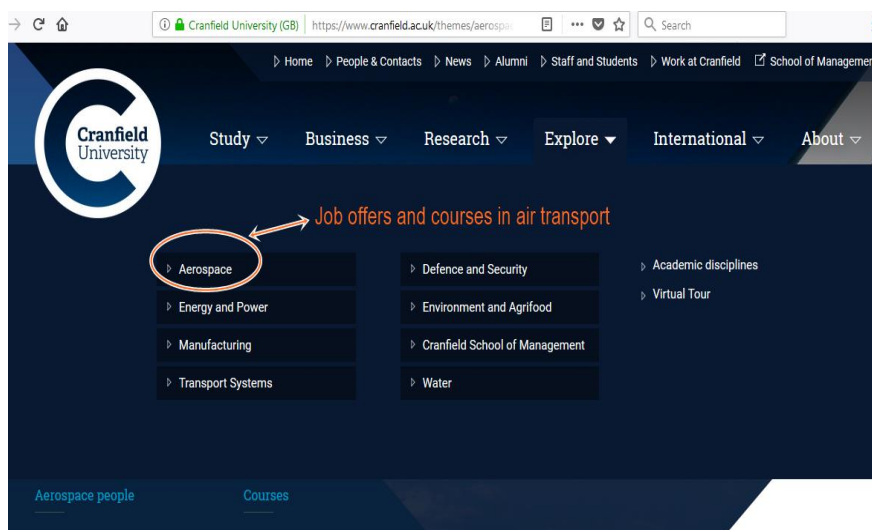 Cranfield University (GB) https://www.cranfield.ac.uk/themes/aerospa
Search
Home People & Contacts News Alumni Staff and Students Work at Cranfield School of Managemen
Cranfield
University
Study Business Research Explore International About
Job offers and courses in air transport
Aerospace Defence and Security Academic disciplines
Energy and Power Environment and Agrifood Virtual Tour
Manufacturing Cranfield School of Management
Transport Systems Water
Aerospace people Courses